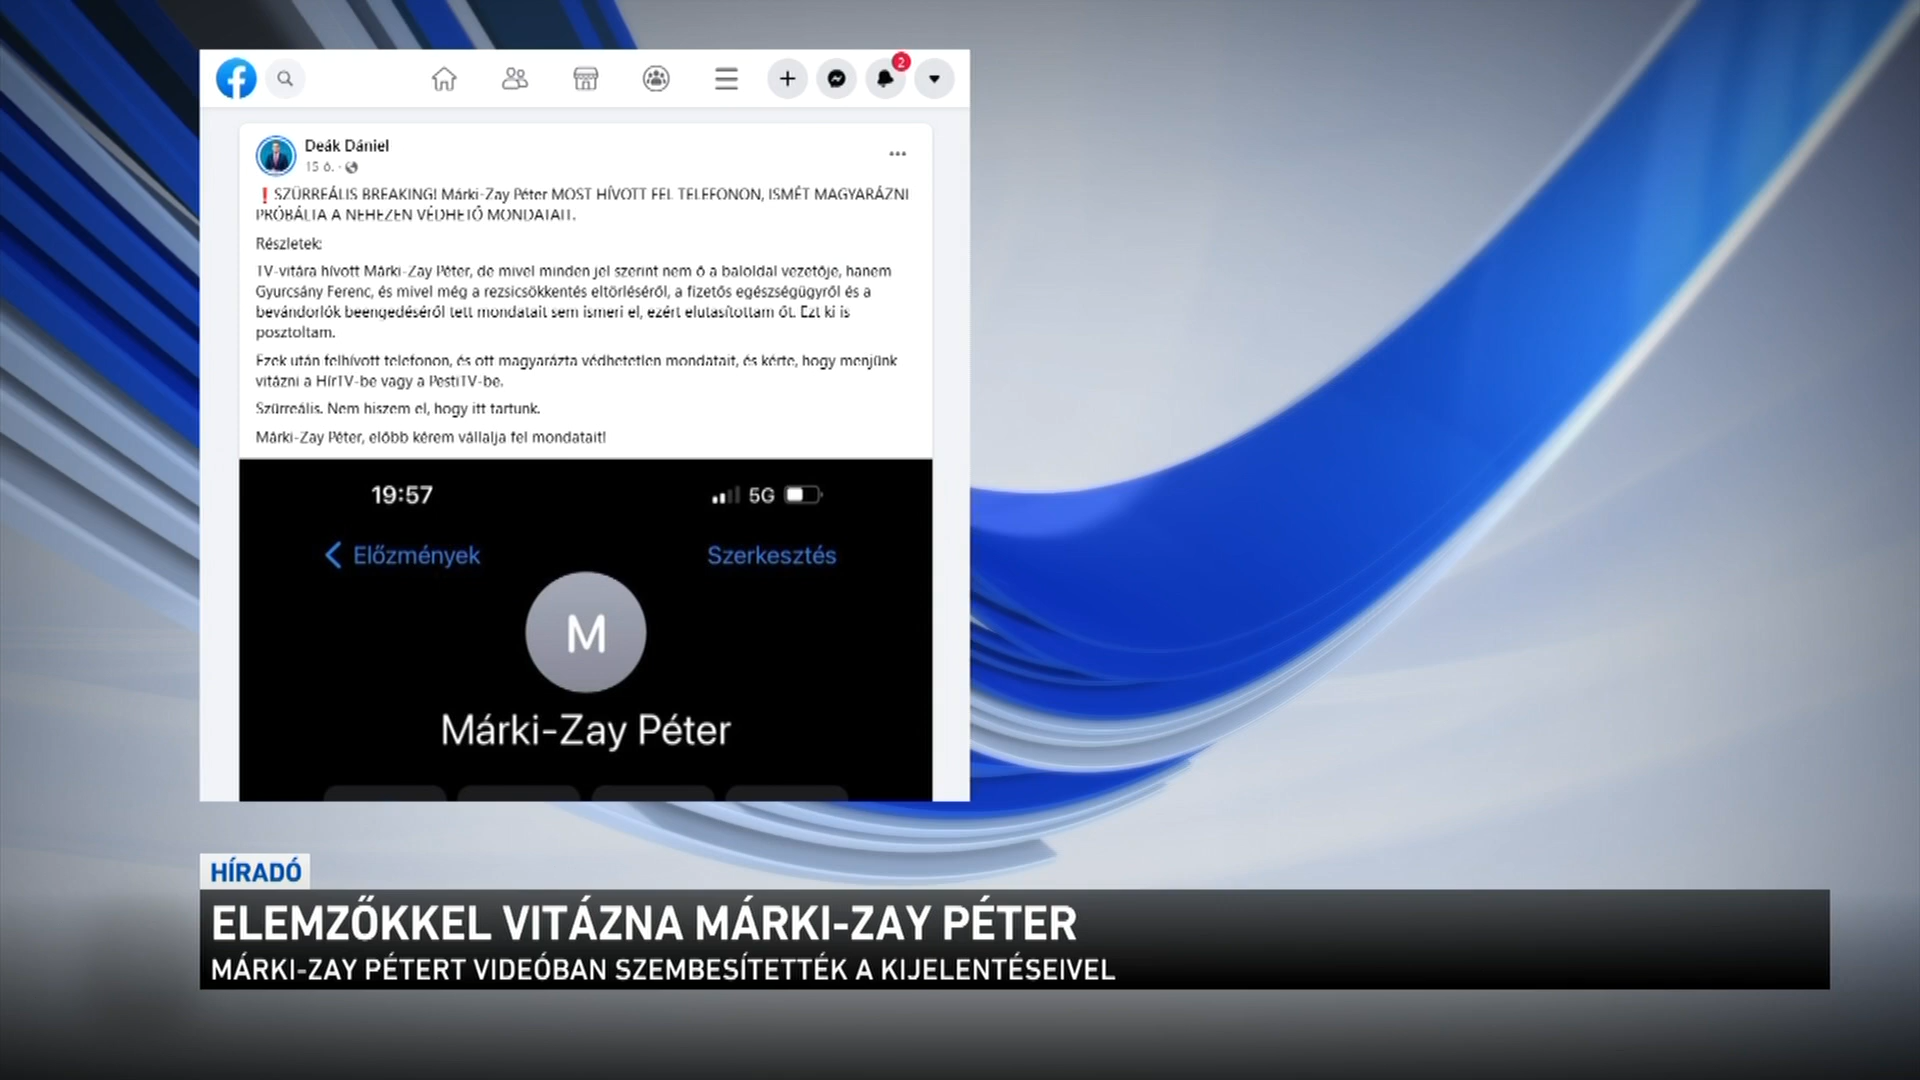 2
Deák Dániel
15 ó. ·
❗SZÜRREÁLIS BREAKING! Márki-Zay Péter MOST HÍVOTT FEL TELEFONON, ISMÉT MAGYARÁZNI
PRÓBÁLTA A NEHEZEN VÉDHETŐ MONDATAIT.
Részletek:
TV-vitára hívott Márki-Zay Péter, de mivel minden jel szerint nem ő a baloldal vezetője, hanem
Gyurcsány Ferenc, és mivel még a rezsicsökkentés eltörléséről, a fizetős egészségügyről és a
bevándorlók beengedéséről tett mondatait sem ismeri el, ezért elutasítottam őt. Ezt ki is
posztoltam.
Ezek után felhívott telefonon, és ott magyarázta védhetetlen mondatait, és kérte, hogy menjünk
vitázni a HírTV-be vagy a PestiTV-be.
Szürreális. Nem hiszem el, hogy itt tartunk.
Márki-Zay Péter, előbb kérem vállalja fel mondatait!
19:57 5G
Előzmények Szerkesztés
M
Márki-Zay Péter
HÍRADÓ
ELEMZŐKKEL VITÁZNA MÁRKI-ZAY PÉTER
MÁRKI-ZAY PÉTERT VIDEÓBAN SZEMBESÍTETTÉK A KIJELENTÉSEIVEL